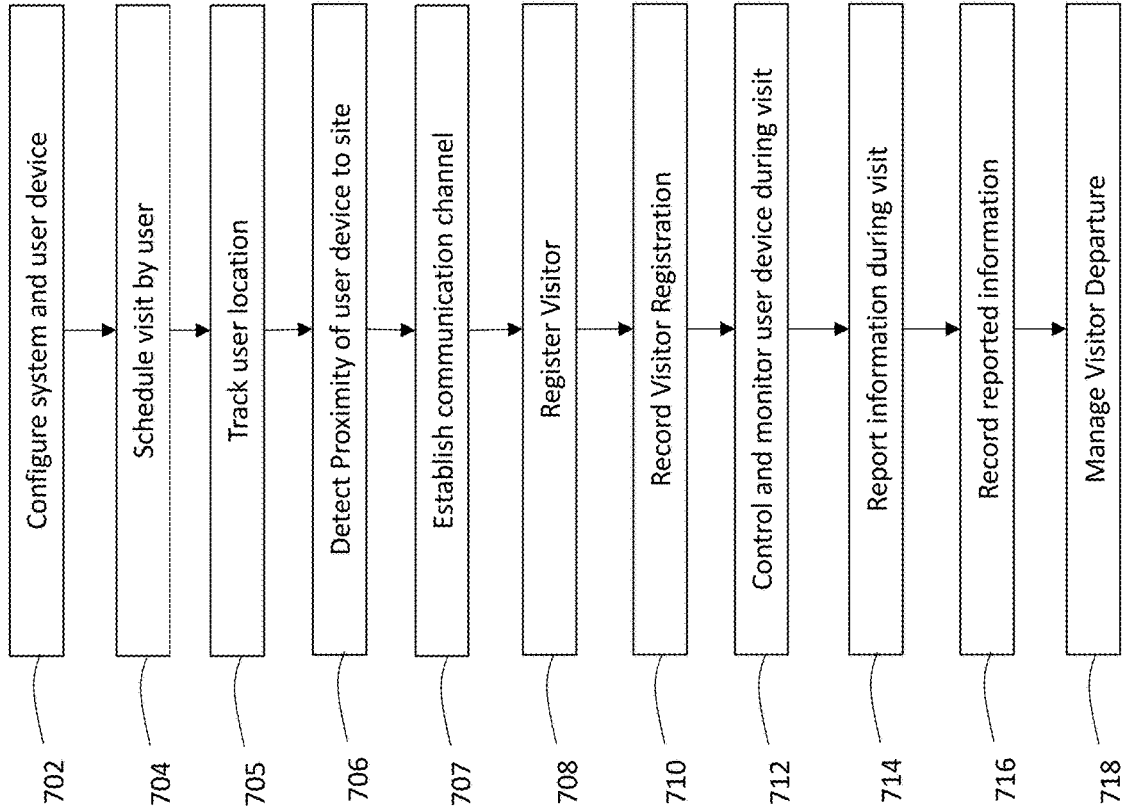 702 Configure system and user device
704 Schedule visit by user
705 Track user location
706 Detect Proximity of user device to site
707 Establish communication channel
708 Register Visitor
710 Record Visitor Registration
712 Control and monitor user device during visit
714 Report information during visit
716 Record reported information
718 Manage Visitor Departure